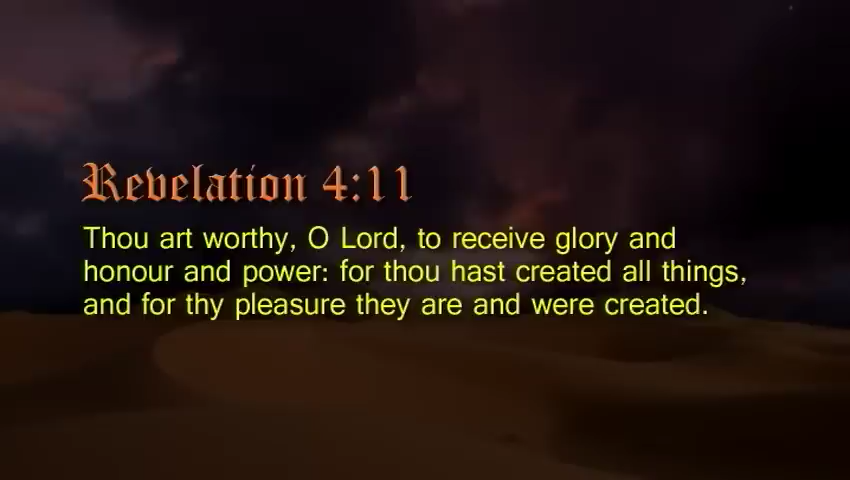 Revelation 4:11
Thou art worthy, O Lord, to receive glory and
honour and power: for thou hast created all things,
and for thy pleasure they are and were created.